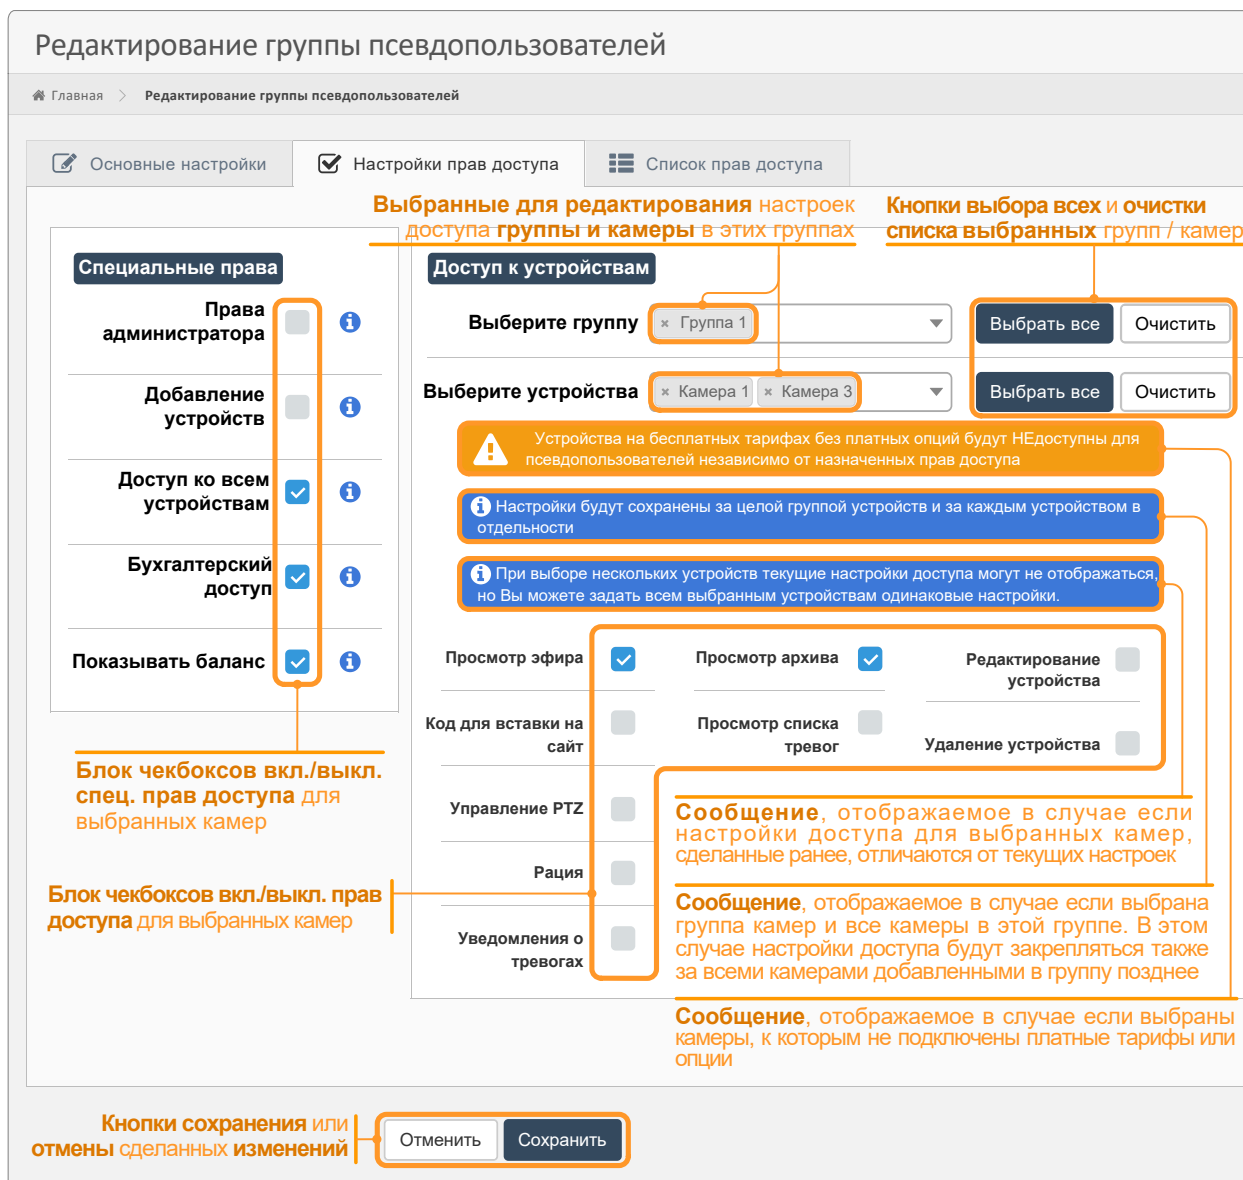 Редактирование группы псевдопользователей
Главная
Редактирование группы псевдопользователей
Основные настройки
Настройки прав доступа
Список прав доступа
Выбранные для редактирования настроек
доступа группы и камеры в этих группах
Кнопки выбора всех и очистки
списка выбранных групп / камер
Специальные права
Права
администратора
Добавление
устройств
Доступ ко всем
устройствам
Бухгалтерский
доступ
Показывать баланс
Блок чекбоксов вкл./выкл.
спец. прав доступа для
выбранных камер
Доступ к устройствам
Выберите группу
× Группа 1
Выбрать все
Очистить
Выберите устройства
× Камера 1
× Камера 3
Выбрать все
Очистить
Устройства на бесплатных тарифах без платных опций будут НЕдоступны для
псевдопользователей независимо от назначенных прав доступа
Настройки будут сохранены за целой группой устройств и за каждым устройством в
отдельности
При выборе нескольких устройств текущие настройки доступа могут не отображаться,
но Вы можете задать всем выбранным устройствам одинаковые настройки.
Просмотр эфира
Просмотр архива
Редактирование
устройства
Код для вставки на
сайт
Просмотр списка
тревог
Удаление устройства
Управление PTZ
Рация
Уведомления о
тревогах
Блок чекбоксов вкл./выкл. прав
доступа для выбранных камер
Сообщение, отображаемое в случае если
настройки доступа для выбранных камер,
сделанные ранее, отличаются от текущих настроек
Сообщение, отображаемое в случае если выбрана
группа камер и все камеры в этой группе. В этом
случае настройки доступа будут закрепляться также
за всеми камерами добавленными в группу позднее
Сообщение, отображаемое в случае если выбраны
камеры, к которым не подключены платные тарифы или
опции
Кнопки сохранения или
отмены сделанных изменений
Отменить
Сохранить